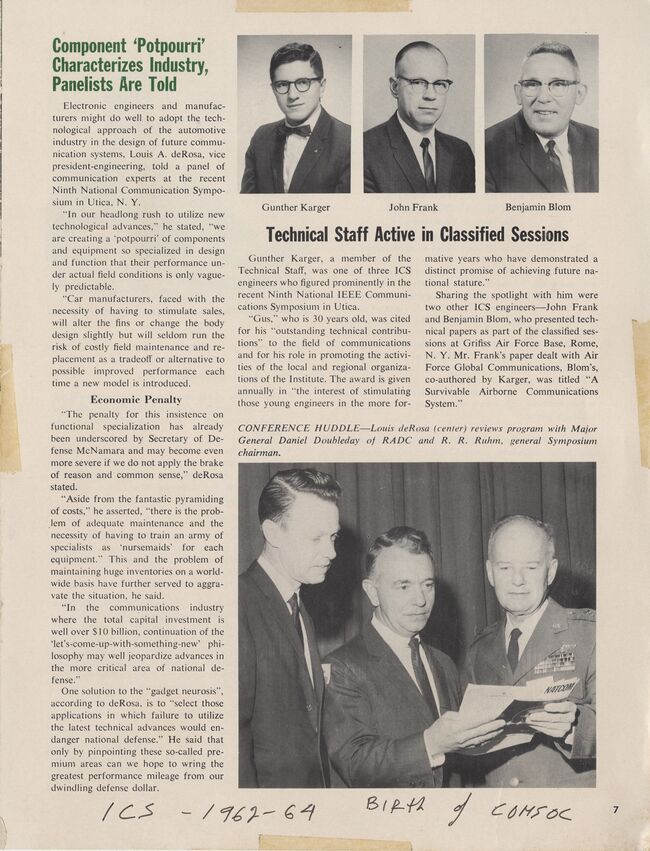 Component 'Potpourri'
Characterizes Industry,
Panelists Are Told
Electronic engineers and manufac-
turers might do well to adopt the tech-
nological approach of the automotive
industry in the design of future commu-
nication systems, Louis A. deRosa, vice
president-engineering, told a panel of
communication experts at the recent
Ninth National Communication Sympo-
sium in Utica, N. Y.
"In our headlong rush to utilize new
technological advances," he stated, "we
are creating a 'potpourri' of components
and equipment so specialized in design
and function that their performance un-
der actual field conditions is only vague-
ly predictable.
"Car manufacturers, faced with the
necessity of having to stimulate sales,
will alter the fins or change the body
design slightly but will seldom run the
risk of costly field maintenance and re-
placement as a tradeoff or alternative to
possible improved performance each
time a new model is introduced.
Economic Penalty
"The penalty for this insistence on
functional specialization has already
been underscored by Secretary of De-
fense McNamara and may become even
more severe if we do not apply the brake
of reason and common sense," deRosa
stated.
"Aside from the fantastic pyramiding
of costs," he asserted, "there is the prob-
lem of adequate maintenance and the
necessity of having to train an army of
specialists as 'nursemaids' for each
equipment." This and the problem of
maintaining huge inventories on a world-
wide basis have further served to aggra-
vate the situation, he said.
"In the communications industry
where the total capital investment is
well over $10 billion, continuation of the
'let's-come-up-with-something-new' phi-
losophy may well jeopardize advances in
the more critical area of national de-
fense."
One solution to the "gadget neurosis",
according to deRosa, is to "select those
applications in which failure to utilize
the latest technical advances would en-
danger national defense." He said that
only by pinpointing these so-called pre-
mium areas can we hope to wring the
greatest performance mileage from our
dwindling defense dollar.
Gunther Karger
John Frank
Benjamin Blom
Technical Staff Active in Classified Sessions
Gunther Karger, a member of the
Technical Staff, was one of three ICS
engineers who figured prominently in the
recent Ninth National IEEE Communi-
cations Symposium in Utica.
"Gus," who is 30 years old, was cited
for his "outstanding technical contribu-
tions" to the field of communications
and for his role in promoting the activi-
ties of the local and regional organiza-
tions of the Institute. The award is given
annually in "the interest of stimulating
those young engineers in the more for-
mative years who have demonstrated a
distinct promise of achieving future na-
tional stature."
Sharing the spotlight with him were
two other ICS engineers—John Frank
and Benjamin Blom, who presented tech-
nical papers as part of the classified ses-
sions at Grifiss Air Force Base, Rome,
N. Y. Mr. Frank's paper dealt with Air
Force Global Communications, Blom's,
co-authored by Karger, was titled "A
Survivable Airborne Communications
System."
CONFERENCE HUDDLE—Louis deRosa (center) reviews program with Major
General Daniel Doubleday of RADC and R. R. Ruhm, general Symposium
chairman.
NATCOM
ICS - 1962-64 BIRTH of COMSOC
7